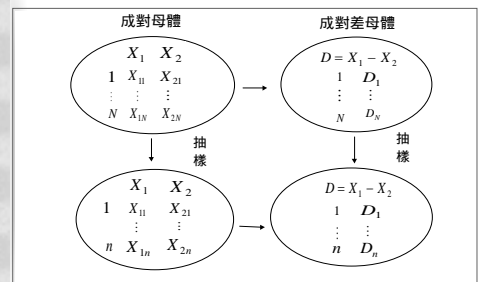 成對母體
成對差母體
X₁ X₂
1 X₁₁ X₂₁
⋮ ⋮ ⋮
N X₁N X₂N
D = X₁ − X₂
1 D₁
⋮ ⋮
N D_N
抽樣
抽樣
X₁ X₂
1 X₁₁ X₂₁
⋮ ⋮
n X₁ₙ X₂ₙ
D = X₁ − X₂
1 D₁
⋮ ⋮
n Dₙ